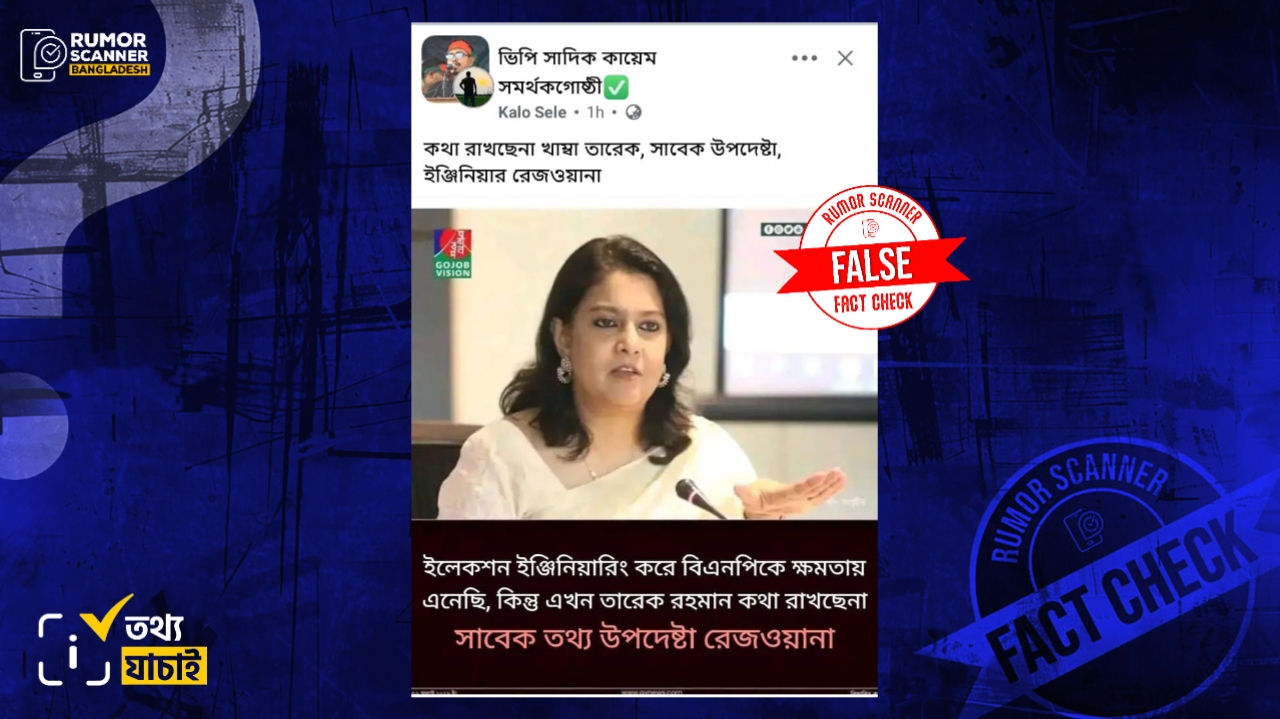 RUMOR
SCANNER
BANGLADESH
ভিপি সাদিক কায়েম
সমর্থকগোষ্ঠী✅
Kalo Sele • 1h •
কথা রাখছেনা খাম্বা তারেক, সাবেক উপদেষ্টা,
ইঞ্জিনিয়ার রেজওয়ানা
GOJOB
VISION
RUMOR SCANNER
FALSE
FACT CHECK
ইলেকশন ইঞ্জিনিয়ারিং করে বিএনপিকে ক্ষমতায়
এনেছি, কিন্তু এখন তারেক রহমান কথা রাখছেনা
সাবেক তথ্য উপদেষ্টা রেজওয়ানা
RUMOR SCANNER
FACT CHECK
তথ্য
যাচাই